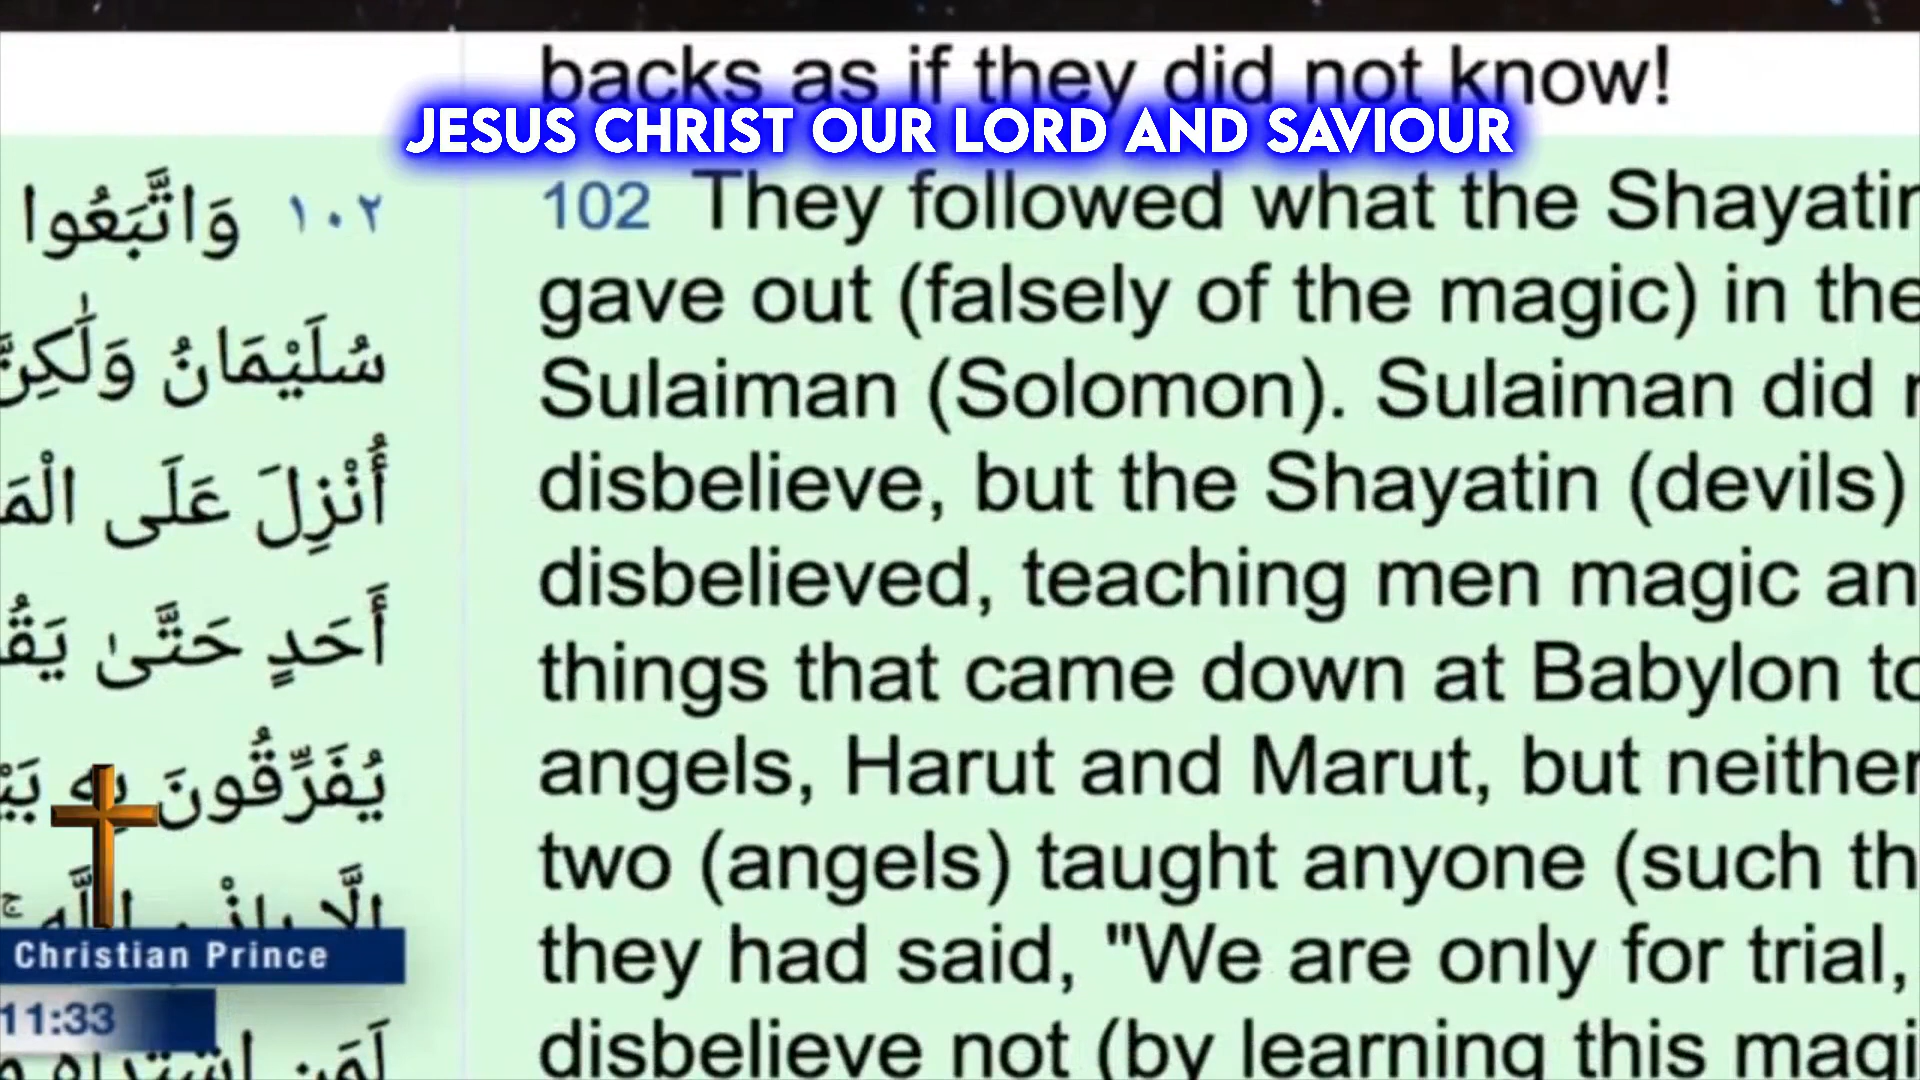 backs as if they did not know!
JESUS CHRIST OUR LORD AND SAVIOUR
102 They followed what the Shayatin
gave out (falsely of the magic) in the
Sulaiman (Solomon). Sulaiman did
disbelieve, but the Shayatin (devils)
disbelieved, teaching men magic an
things that came down at Babylon to
angels, Harut and Marut, but neither
two (angels) taught anyone (such th
they had said, "We are only for trial,
disbelieve not (by learning this magi
١٠٢ وَاتَّبَعُوا
سُلَيْمَانُ وَلَٰكِنَّ
أُنْزِلَ عَلَى الْمَ
أَحَدٍ حَتَّىٰ يَقُ
يُفَرِّقُونَ بِهِ بَيْ
Christian Prince
11:33